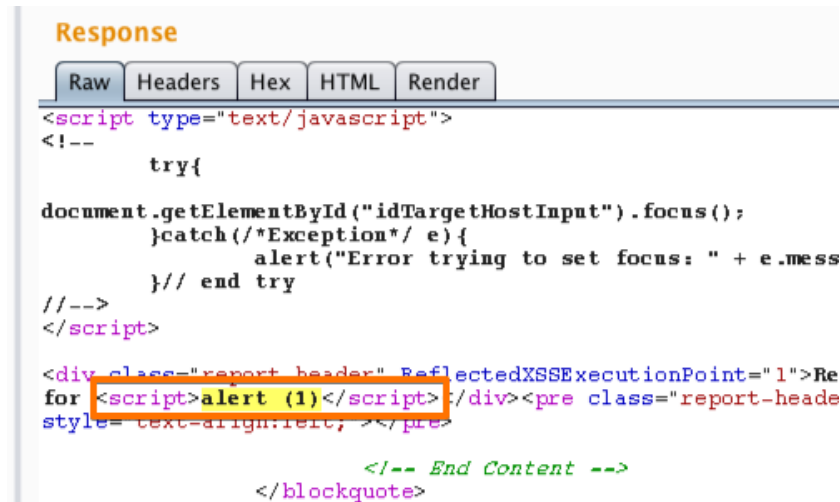 Response
Raw Headers Hex HTML Render
<script type="text/javascript">
<!--
try{
document.getElementById("idTargetHostInput").focus();
}catch(/*Exception*/ e){
alert("Error trying to set focus: " + e.mess
}// end try
//-->
</script>
<div class="report_header" ReflectedXSSExecutionPoint="1">Re
for <script>alert (1)</script></div><pre class="report-heade
style="text-align:left;"></pre>
<!-- End Content -->
</blockquote>